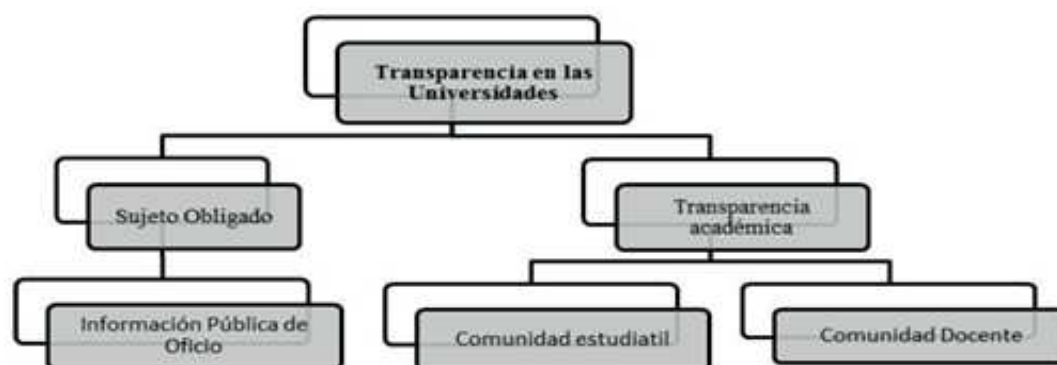 Transparencia en las
Universidades
Sujeto Obligado
Transparencia
académica
Información Pública de
Oficio
Comunidad estudiatil
Comunidad Docente